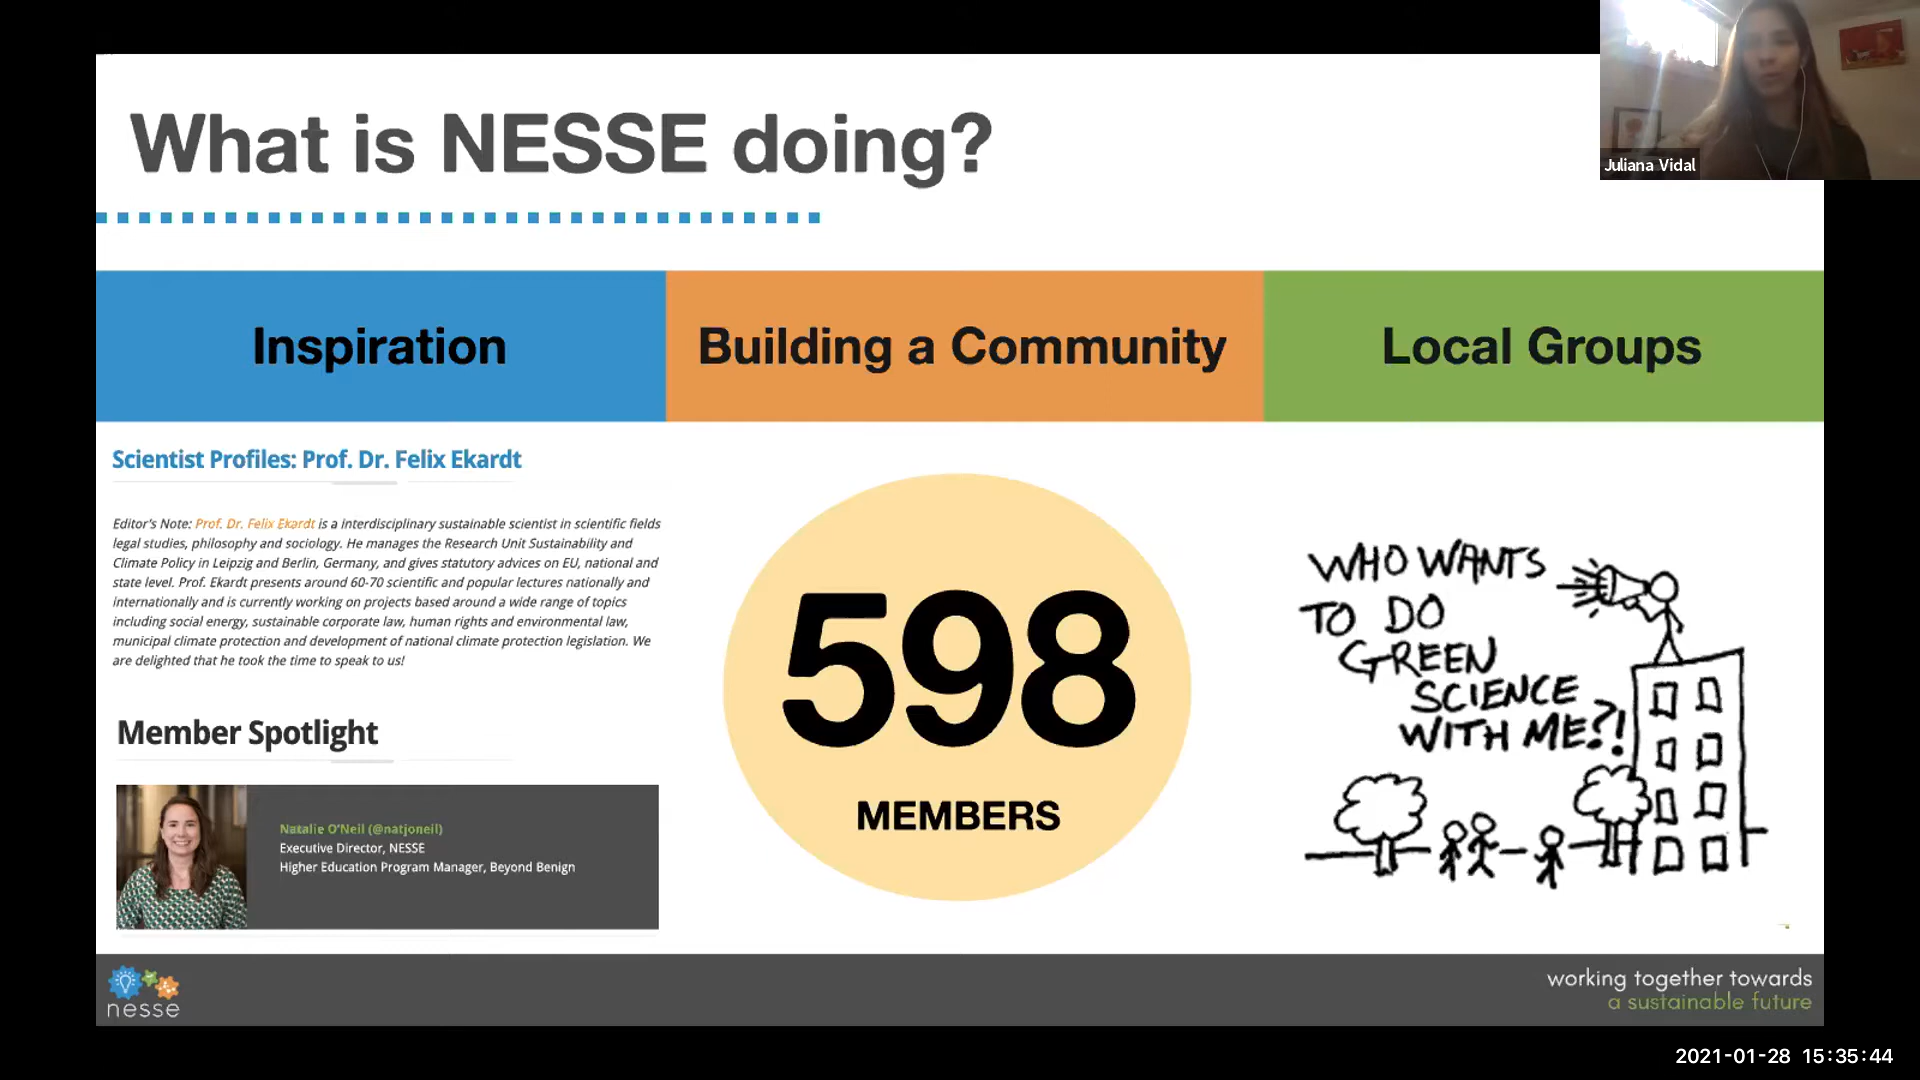 What is NESSE doing?
Juliana Vidal
Inspiration
Building a Community
Local Groups
Scientist Profiles: Prof. Dr. Felix Ekardt
Editor's Note: Prof. Dr. Felix Ekardt is a interdisciplinary sustainable scientist in scientific fields
legal studies, philosophy and sociology. He manages the Research Unit Sustainability and
Climate Policy in Leipzig and Berlin, Germany, and gives statutory advices on EU, national and
state level. Prof. Ekardt presents around 60-70 scientific and popular lectures nationally and
internationally and is currently working on projects based around a wide range of topics
including social energy, sustainable corporate law, human rights and environmental law,
municipal climate protection and development of national climate protection legislation. We
are delighted that he took the time to speak to us!
Member Spotlight
Natalie O'Neil (@natjoneil)
Executive Director, NESSE
Higher Education Program Manager, Beyond Benign
598
MEMBERS
WHO WANTS
TO DO
GREEN
SCIENCE
WITH ME?!
nesse
working together towards
a sustainable future
2021-01-28 15:35:44